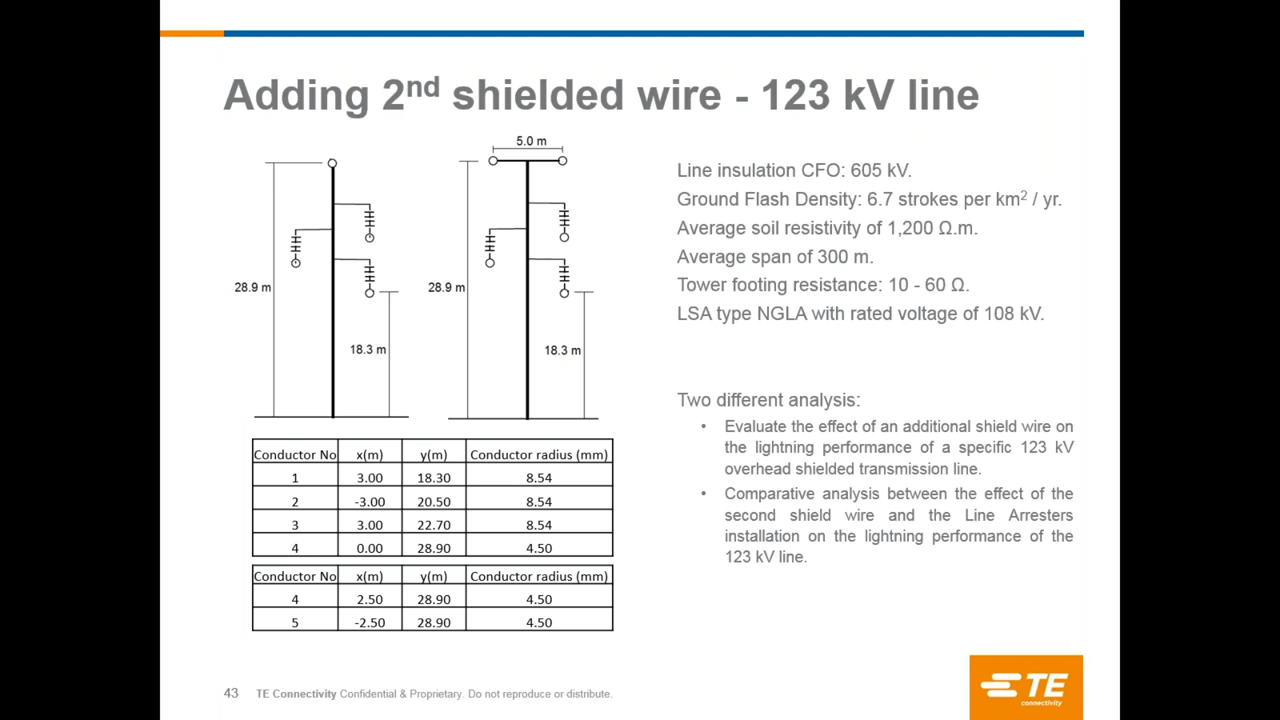 Adding 2nd shielded wire - 123 kV line
5.0 m
28.9 m
18.3 m
28.9 m
18.3 m
Line insulation CFO: 605 kV.
Ground Flash Density: 6.7 strokes per km2 / yr.
Average soil resistivity of 1,200 Ω.m.
Average span of 300 m.
Tower footing resistance: 10 - 60 Ω.
LSA type NGLA with rated voltage of 108 kV.
Two different analysis:
• Evaluate the effect of an additional shield wire on
the lightning performance of a specific 123 kV
overhead shielded transmission line.
• Comparative analysis between the effect of the
second shield wire and the Line Arresters
installation on the lightning performance of the
123 kV line.
Conductor No x(m) y(m) Conductor radius (mm)
1 3.00 18.30 8.54
2 -3.00 20.50 8.54
3 3.00 22.70 8.54
4 0.00 28.90 4.50
Conductor No x(m) y(m) Conductor radius (mm)
4 2.50 28.90 4.50
5 -2.50 28.90 4.50
43 TE Connectivity Confidential & Proprietary. Do not reproduce or distribute.
TE
connectivity